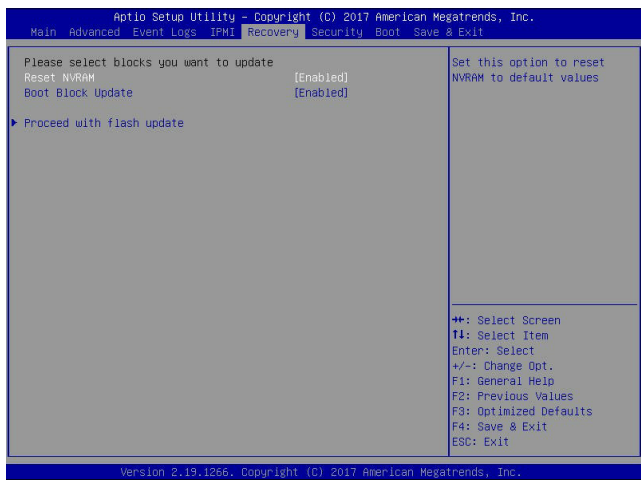 Aptio Setup Utility – Copyright (C) 2017 American Megatrends, Inc.
Main Advanced Event Logs IPMI Recovery Security Boot Save & Exit
Please select blocks you want to update
Reset NVRAM [Enabled]
Boot Block Update [Enabled]
Proceed with flash update
Set this option to reset
NVRAM to default values
→←: Select Screen
↑↓: Select Item
Enter: Select
+/-: Change Opt.
F1: General Help
F2: Previous Values
F3: Optimized Defaults
F4: Save & Exit
ESC: Exit
Version 2.19.1266. Copyright (C) 2017 American Megatrends, Inc.